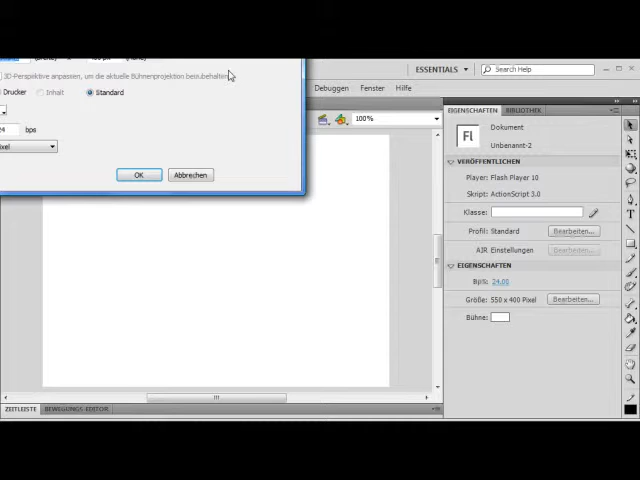 3D-Perspektive anpassen, um die aktuelle Bühnenprojektion beizubehalten
Drucker Inhalt Standard
24 bps
OK Abbrechen
ESSENTIALS Search Help
Debuggen Fenster Hilfe
100%
EIGENSCHAFTEN BIBLIOTHEK
Fl Dokument
Unbenannt-2
VERÖFFENTLICHEN
Player: Flash Player 10
Skript: ActionScript 3.0
Klasse:
Profil: Standard Bearbeiten...
AIR Einstellungen Bearbeiten...
EIGENSCHAFTEN
Bps: 24.00
Größe: 550 x 400 Pixel Bearbeiten...
Bühne:
ZEITLEISTE BEWEGUNGS-EDITOR